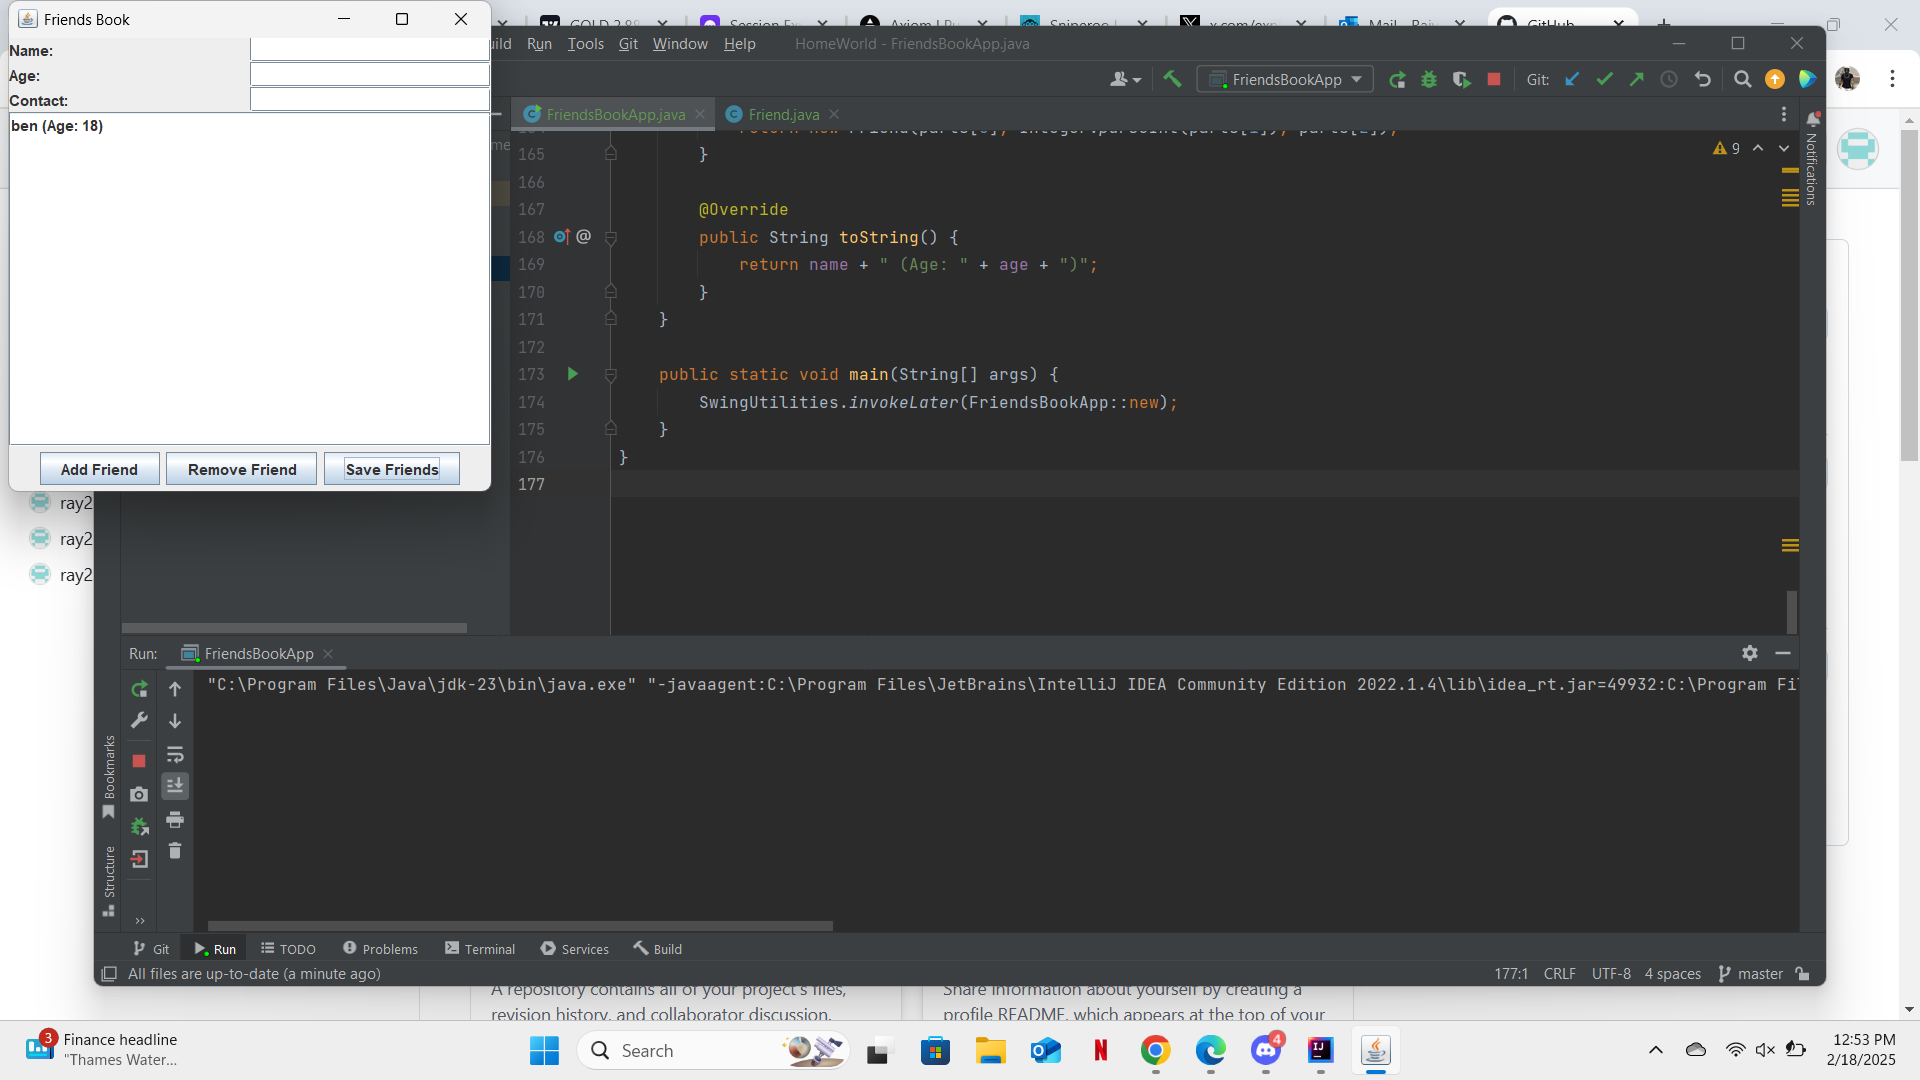 Friends Book
Name:
Age:
Contact:
ben (Age: 18)
Add Friend
Remove Friend
Save Friends
GOLD 2,89
Session Ex
Axiom | Pu
Spineroo |
x.com/exp
GitHub
Run
Tools
Git
Window
Help
HomeWorld - FriendsBookApp.java
FriendsBookApp
Git:
FriendsBookApp.java
Friend.java
9
Notifications
165 }
166
167 @Override
168 public String toString() {
169 return name + " (Age: " + age + ")";
170 }
171 }
172
173 public static void main(String[] args) {
174 SwingUtilities.invokeLater(FriendsBookApp::new);
175 }
176 }
177
ray2
ray2
ray2
Run:
FriendsBookApp
"C:\Program Files\Java\jdk-23\bin\java.exe" "-javaagent:C:\Program Files\JetBrains\IntelliJ IDEA Community Edition 2022.1.4\lib\idea_rt.jar=49932:C:\Program Fi
Bookmarks
Structure
Git
Run
TODO
Problems
Terminal
Services
Build
All files are up-to-date (a minute ago)
177:1
CRLF
UTF-8
4 spaces
master
A repository contains all of your project's files,
revision history, and collaborator discussion.
Share information about yourself by creating a
profile README, which appears at the top of your
3
Finance headline
"Thames Water...
Search
4
12:53 PM
2/18/2025